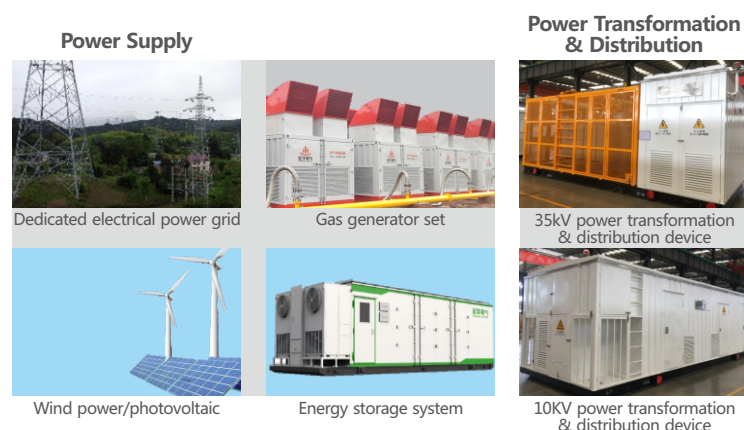 Power Supply
Power Transformation
& Distribution
Dedicated electrical power grid
Gas generator set
35kV power transformation
& distribution device
Wind power/photovoltaic
Energy storage system
10KV power transformation
& distribution device